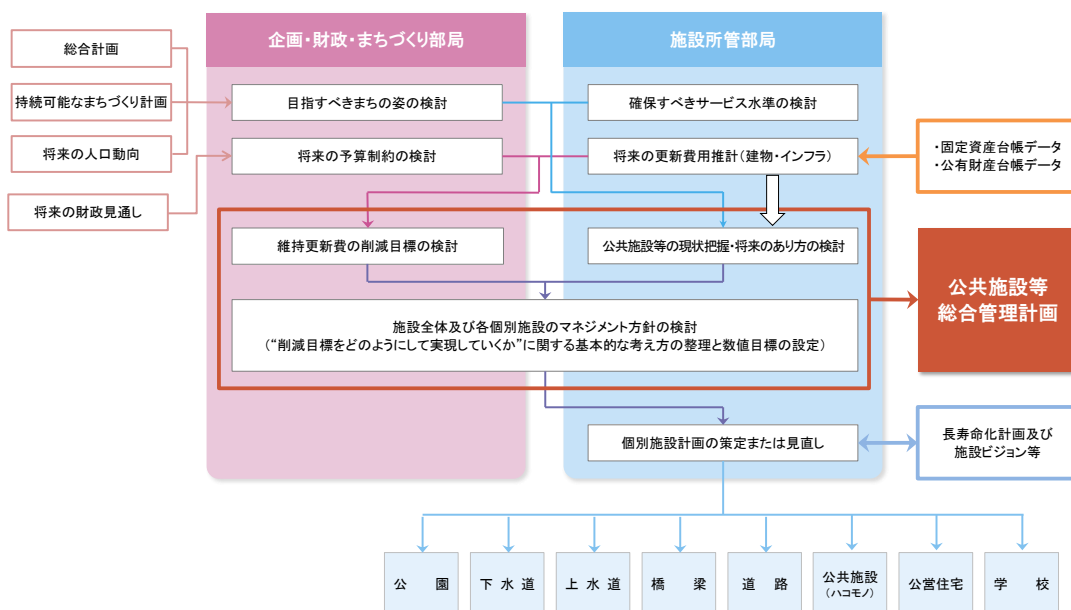 企画・財政・まちづくり部局
施設所管部局
総合計画
持続可能なまちづくり計画
将来の人口動向
将来の財政見通し
目指すべきまちの姿の検討
確保すべきサービス水準の検討
将来の予算制約の検討
将来の更新費用推計(建物・インフラ)
・固定資産台帳データ
・公有財産台帳データ
維持更新費の削減目標の検討
公共施設等の現状把握・将来のあり方の検討
公共施設等
総合管理計画
施設全体及び各個別施設のマネジメント方針の検討
(“削減目標をどのようにして実現していくか”に関する基本的な考え方の整理と数値目標の設定)
個別施設計画の策定または見直し
長寿命化計画及び
施設ビジョン等
公 園
下 水 道
上 水 道
橋 梁
道 路
公共施設
(ハコモノ)
公営住宅
学 校